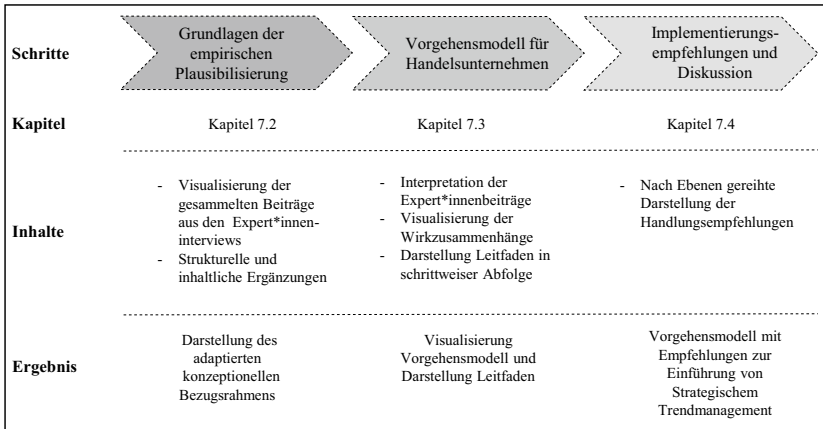 Schritte
Grundlagen der
empirischen
Plausibilisierung
Vorgehensmodell für
Handelsunternehmen
Implementierungs-
empfehlungen und
Diskussion
Kapitel
Kapitel 7.2
Kapitel 7.3
Kapitel 7.4
Inhalte
- Visualisierung der
gesammelten Beiträge
aus den Expert*innen-
interviews
- Strukturelle und
inhaltliche Ergänzungen
- Interpretation der
Expert*innenbeiträge
- Visualisierung der
Wirkzusammenhänge
- Darstellung Leitfaden in
schrittweiser Abfolge
- Nach Ebenen gereihte
Darstellung der
Handlungsempfehlungen
Ergebnis
Darstellung des
adaptierten
konzeptionellen
Bezugsrahmens
Visualisierung
Vorgehensmodell und
Darstellung Leitfaden
Vorgehensmodell mit
Empfehlungen zur
Einführung von
Strategischem
Trendmanagement